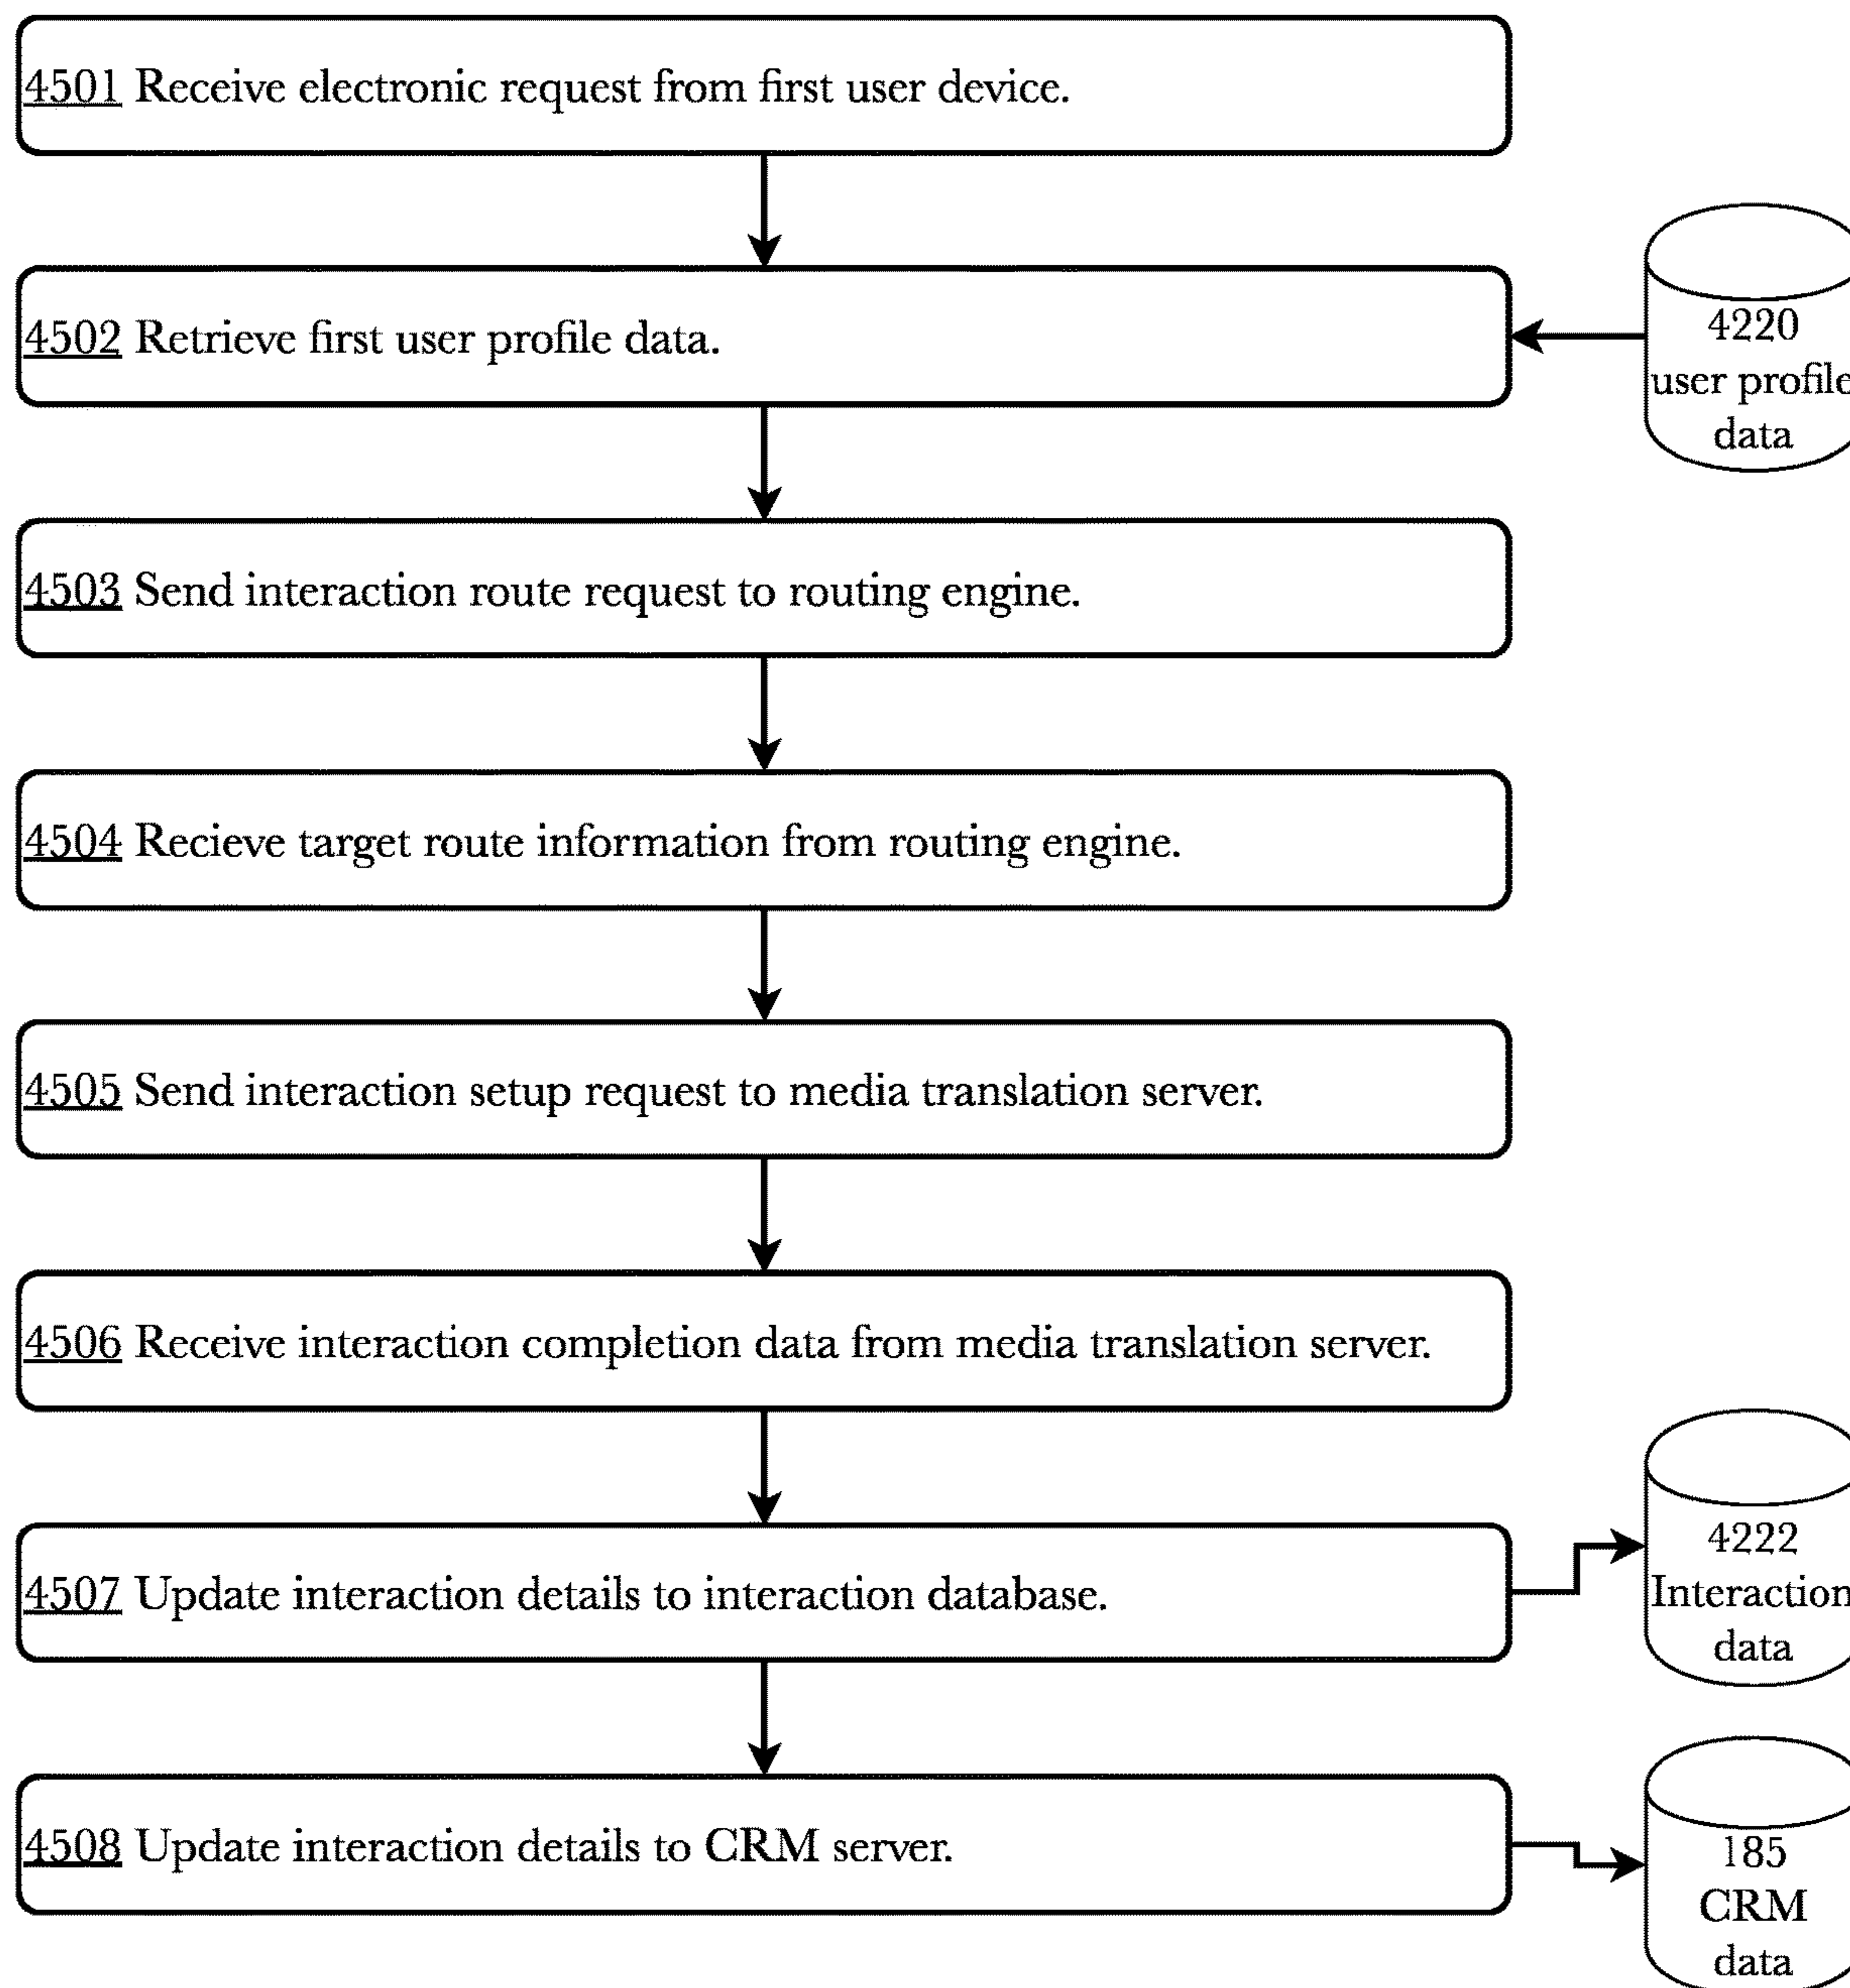 4501 Receive electronic request from first user device.
4502 Retrieve first user profile data.
4220
user profile
data
4503 Send interaction route request to routing engine.
4504 Recieve target route information from routing engine.
4505 Send interaction setup request to media translation server.
4506 Receive interaction completion data from media translation server.
4507 Update interaction details to interaction database.
4222
Interaction
data
4508 Update interaction details to CRM server.
185
CRM
data